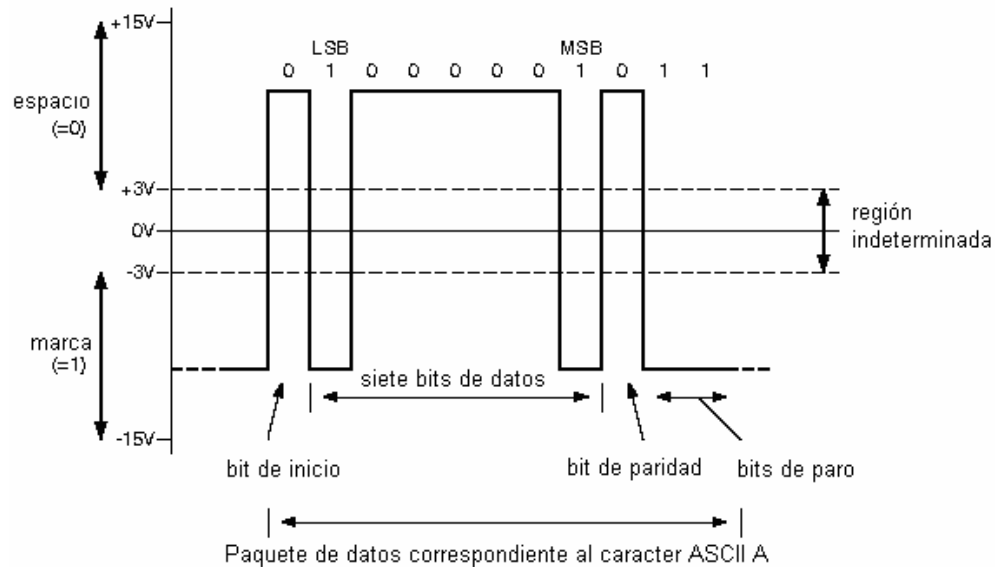 +15V
LSB MSB
0 1 0 0 0 0 0 1 0 1 1
espacio
(=0}
+3V
0V
región
indeterminada
-3V
marca
(=1}
siete bits de datos
-15V
bit de inicio bit de paridad bits de paro
Paquete de datos correspondiente al caracter ASCII A